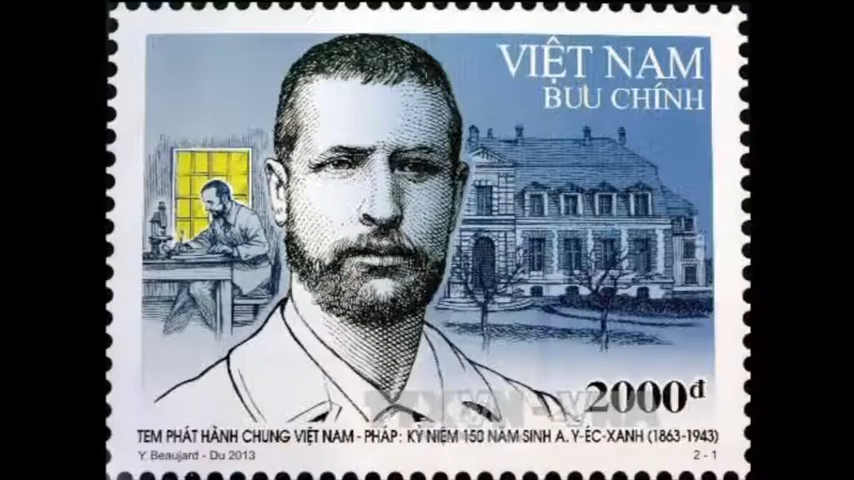 VIỆT NAM
BƯU CHÍNH
2000đ
TEM PHÁT HÀNH CHUNG VIỆT NAM - PHÁP: KỶ NIỆM 150 NĂM SINH A. Y-ÉC-XANH (1863-1943)
Y. Beaujard - Du 2013
2 - 1